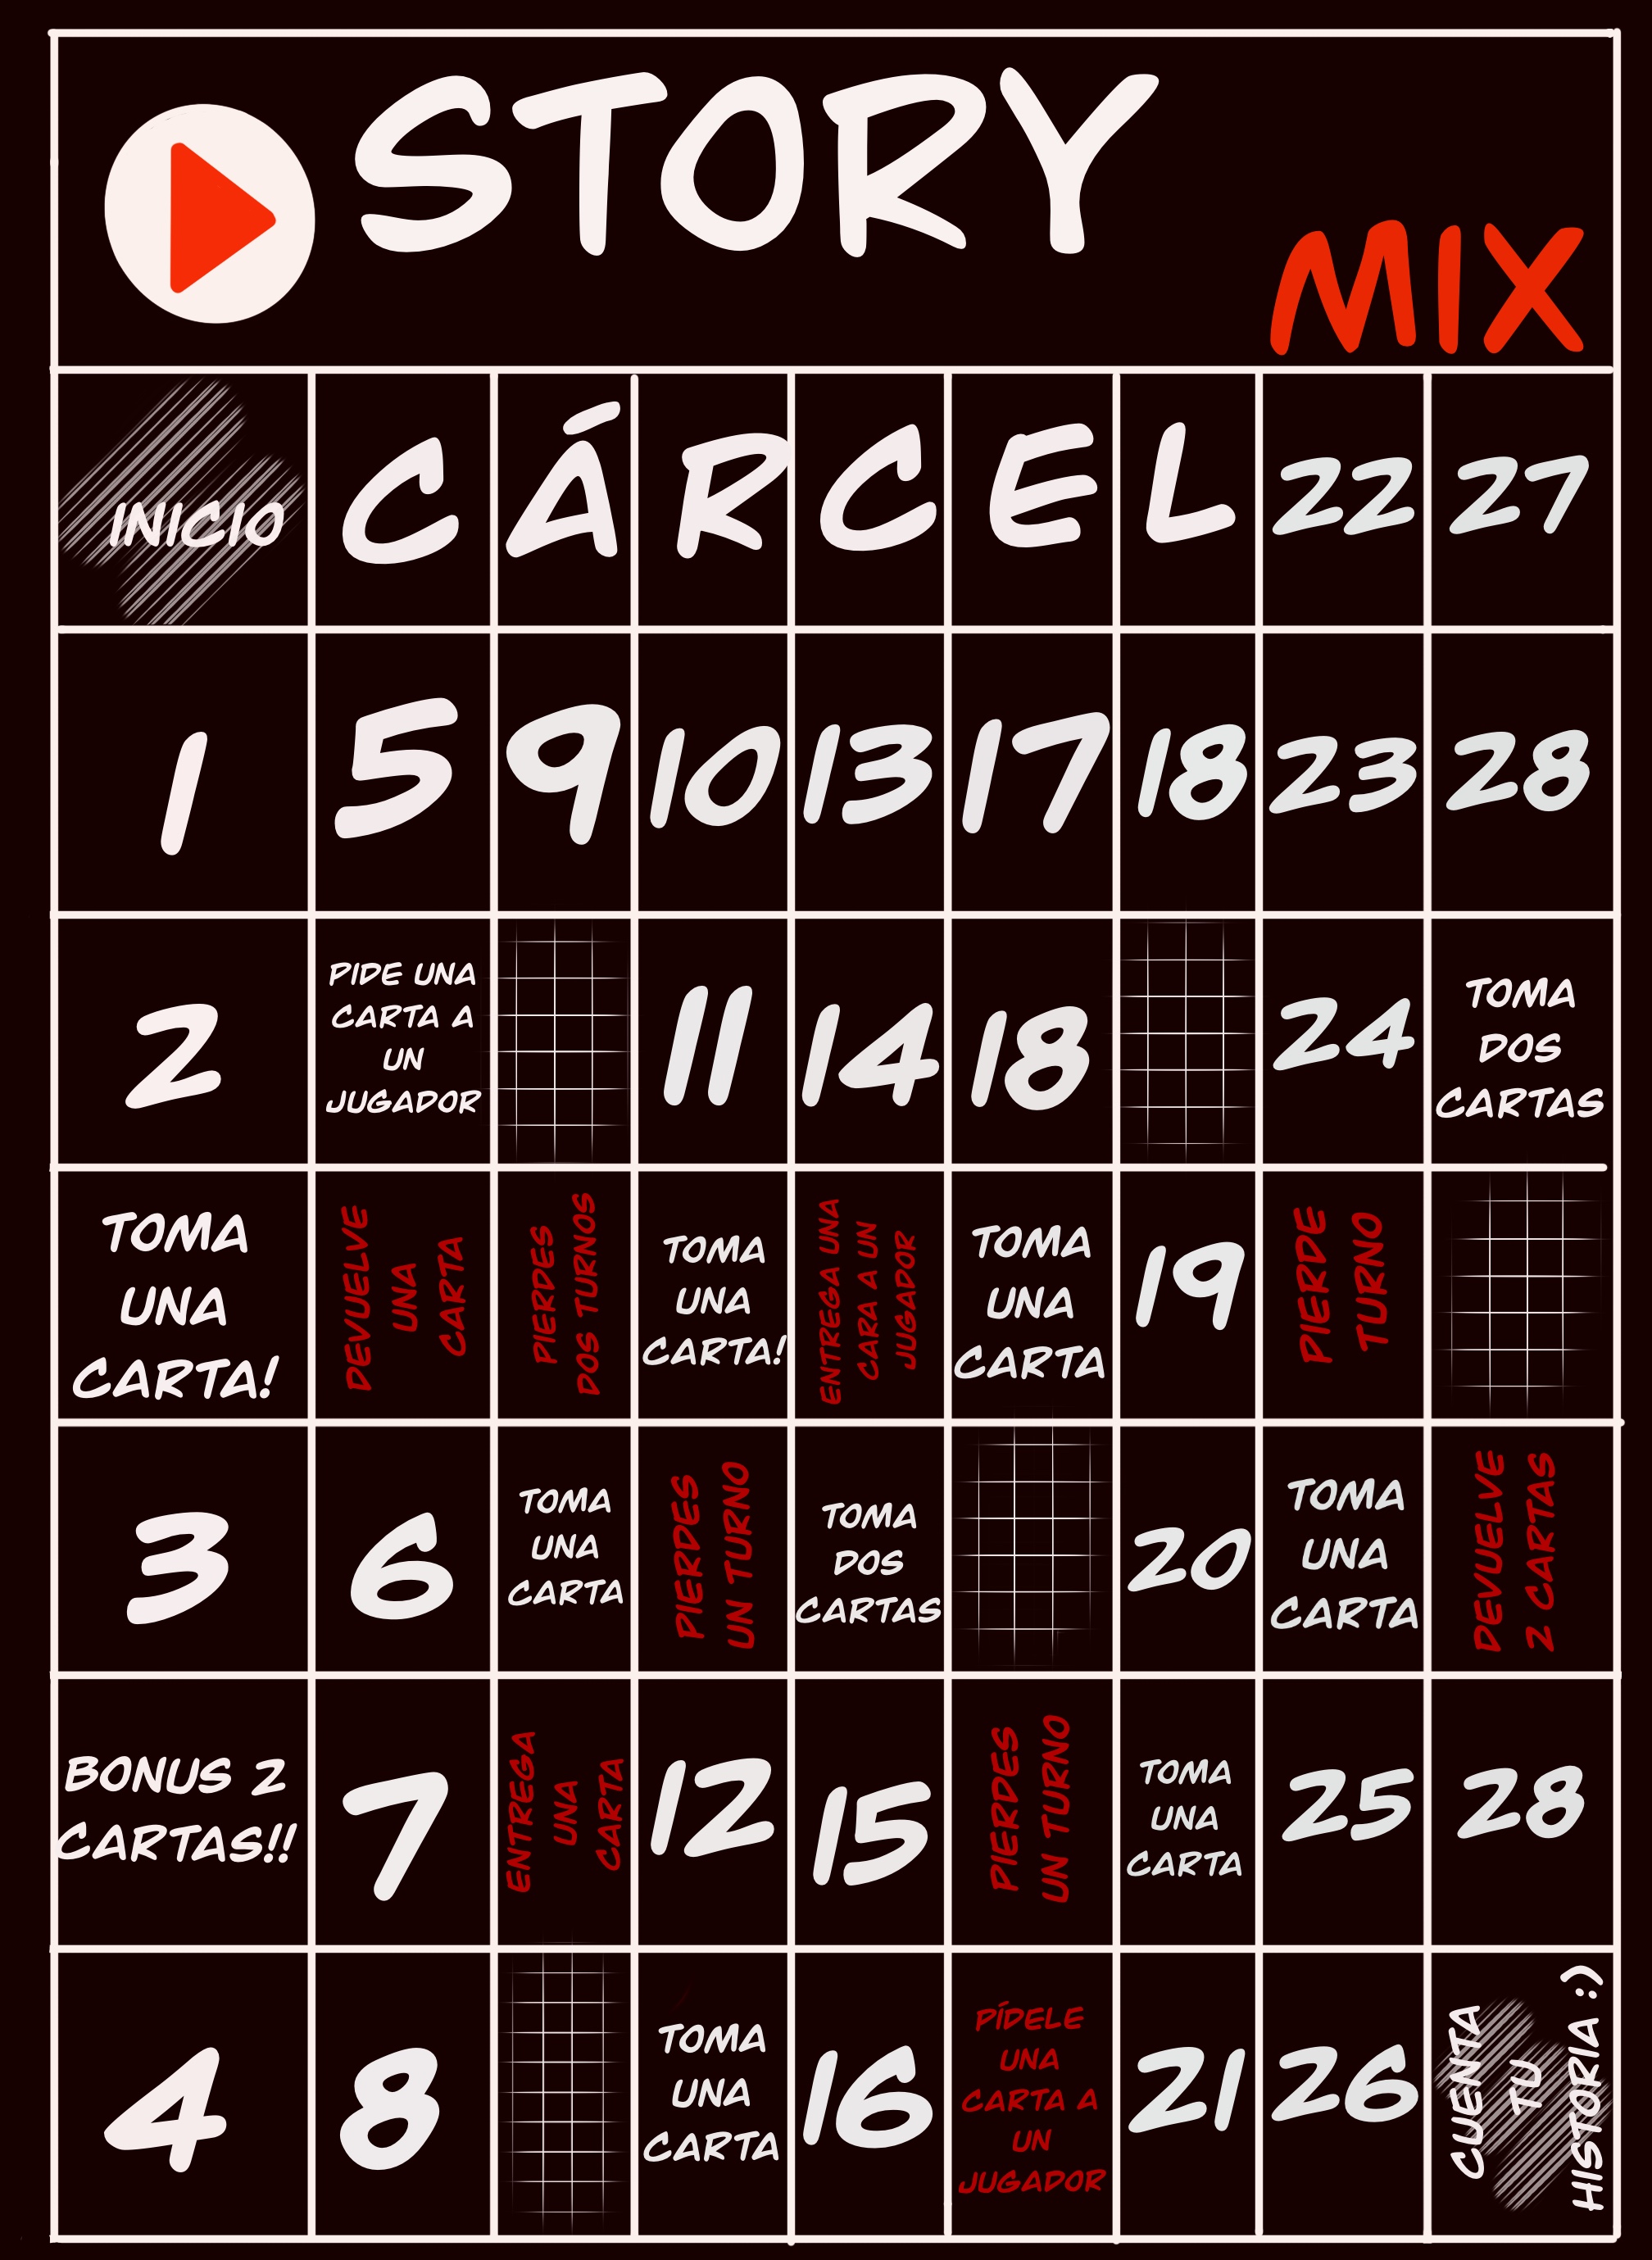 STORY
MIX
INICIO
CÁRCEL
22
27
1
5
9
10
13
17
18
23
28
2
PIDE UNA
CARTA A
UN
JUGADOR
11
14
18
24
TOMA
DOS
CARTAS
TOMA
UNA
CARTA!
DEVUELVE
UNA
CARTA
PIERDES
DOS TURNOS
TOMA
UNA
CARTA!
ENTREGA UNA
CARA A UN
JUGADOR
TOMA
UNA
CARTA
19
PIERDE
TURNO
3
6
TOMA
UNA
CARTA
PIERDES
UN TURNO
TOMA
DOS
CARTAS
20
TOMA
UNA
CARTA
DEVUELVE
2 CARTAS
BONUS 2
CARTAS!!
7
ENTREGA
UNA
CARTA
12
15
PIERDES
UN TURNO
TOMA
UNA
CARTA
25
28
4
8
TOMA
UNA
CARTA
16
PÍDELE
UNA
CARTA A
UN
JUGADOR
21
26
CUENTA
TU
HISTORIA :)